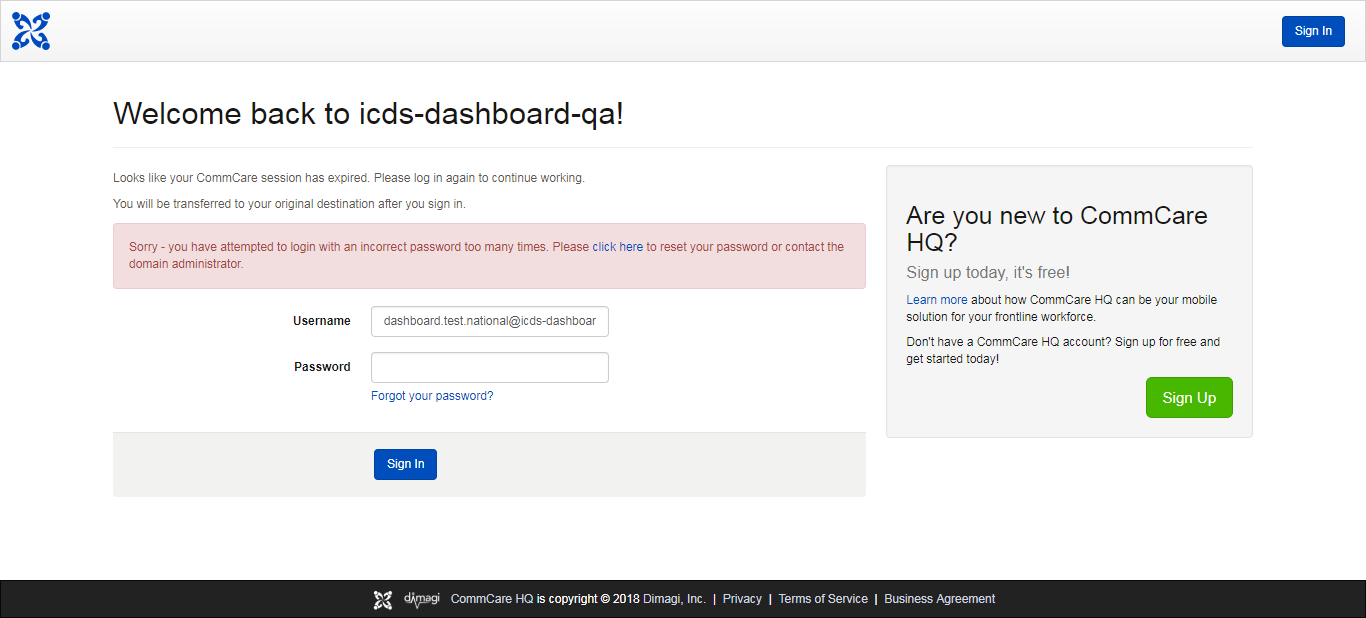 Sign In
Welcome back to icds-dashboard-qa!
Looks like your CommCare session has expired. Please log in again to continue working.
You will be transferred to your original destination after you sign in.
Sorry - you have attempted to login with an incorrect password too many times. Please click here to reset your password or contact the
domain administrator.
Username
dashboard.test.national@icds-dashboar
Password
Forgot your password?
Sign In
Are you new to CommCare
HQ?
Sign up today, it's free!
Learn more about how CommCare HQ can be your mobile
solution for your frontline workforce.
Don't have a CommCare HQ account? Sign up for free and
get started today!
Sign Up
dimagi CommCare HQ is copyright © 2018 Dimagi, Inc. | Privacy | Terms of Service | Business Agreement